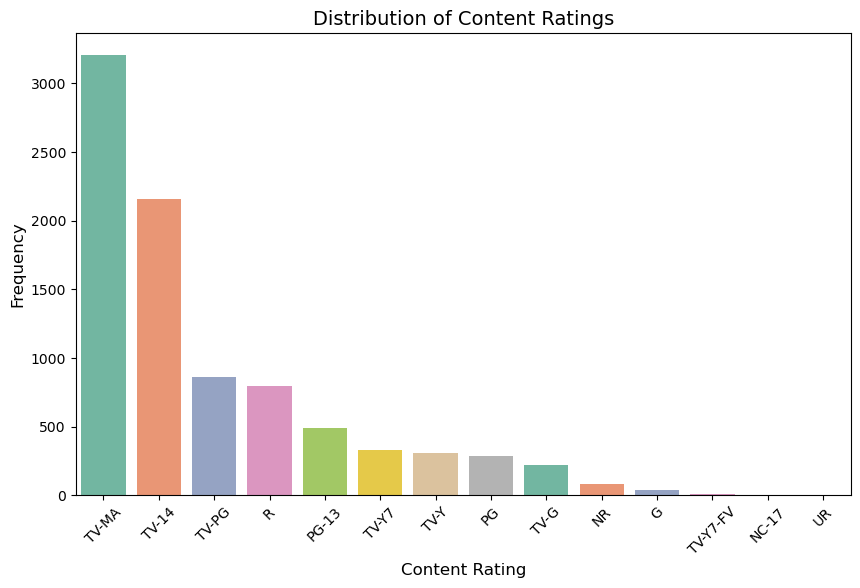 Distribution of Content Ratings
Frequency
3000
2500
2000
1500
1000
500
0
TV-MA
TV-14
TV-PG
R
PG-13
TV-Y7
TV-Y
PG
TV-G
NR
G
TV-Y7-FV
NC-17
UR
Content Rating